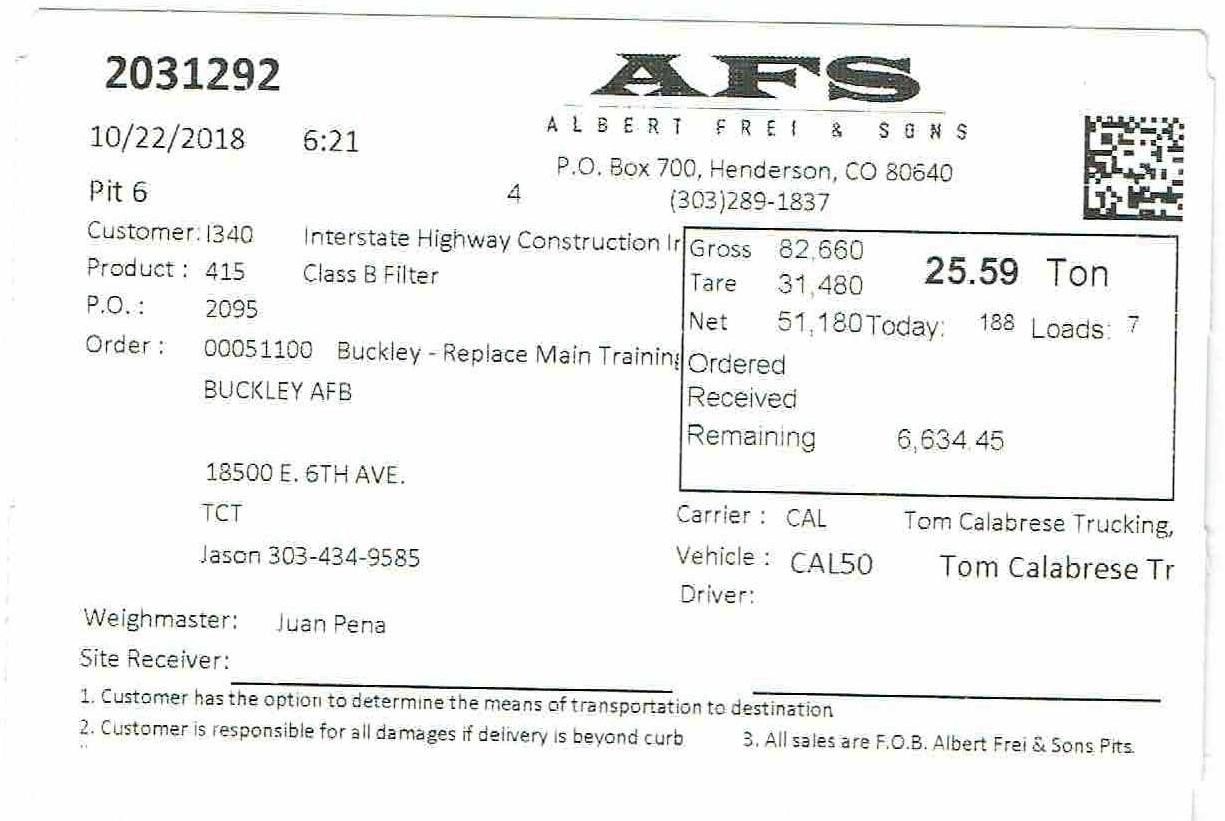 2031292
AFS
ALBERT FREI & SONS
10/22/2018 6:21
P.O. Box 700, Henderson, CO 80640
Pit 6 4
(303)289-1837
Customer: I340 Interstate Highway Construction Ir
Product : 415 Class B Filter
P.O. : 2095
Order : 00051100 Buckley - Replace Main Training
BUCKLEY AFB
18500 E. 6TH AVE.
TCT
Jason 303-434-9585
Gross 82,660 25.59 Ton
Tare 31,480
Net 51,180 Today: 188 Loads: 7
Ordered
Received
Remaining 6,634.45
Carrier : CAL Tom Calabrese Trucking,
Vehicle : CAL50 Tom Calabrese Tr
Driver:
Weighmaster: Juan Pena
Site Receiver:
1. Customer has the option to determine the means of transportation to destination
2. Customer is responsible for all damages if delivery is beyond curb 3. All sales are F.O.B. Albert Frei & Sons Pits.